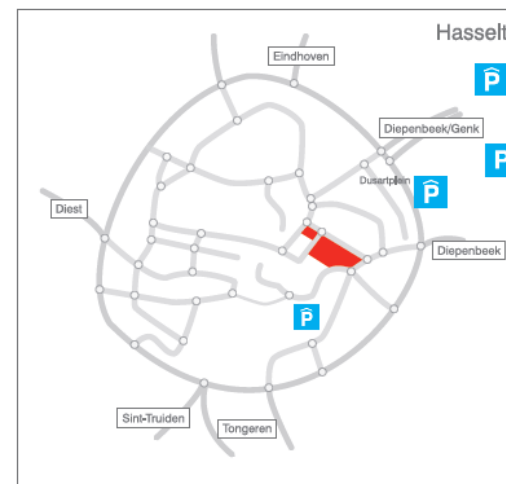 Hasselt
Eindhoven
P
Diepenbeek/Genk
P
Dusartplein
P
Diest
Diepenbeek
P
Sint-Truiden
Tongeren